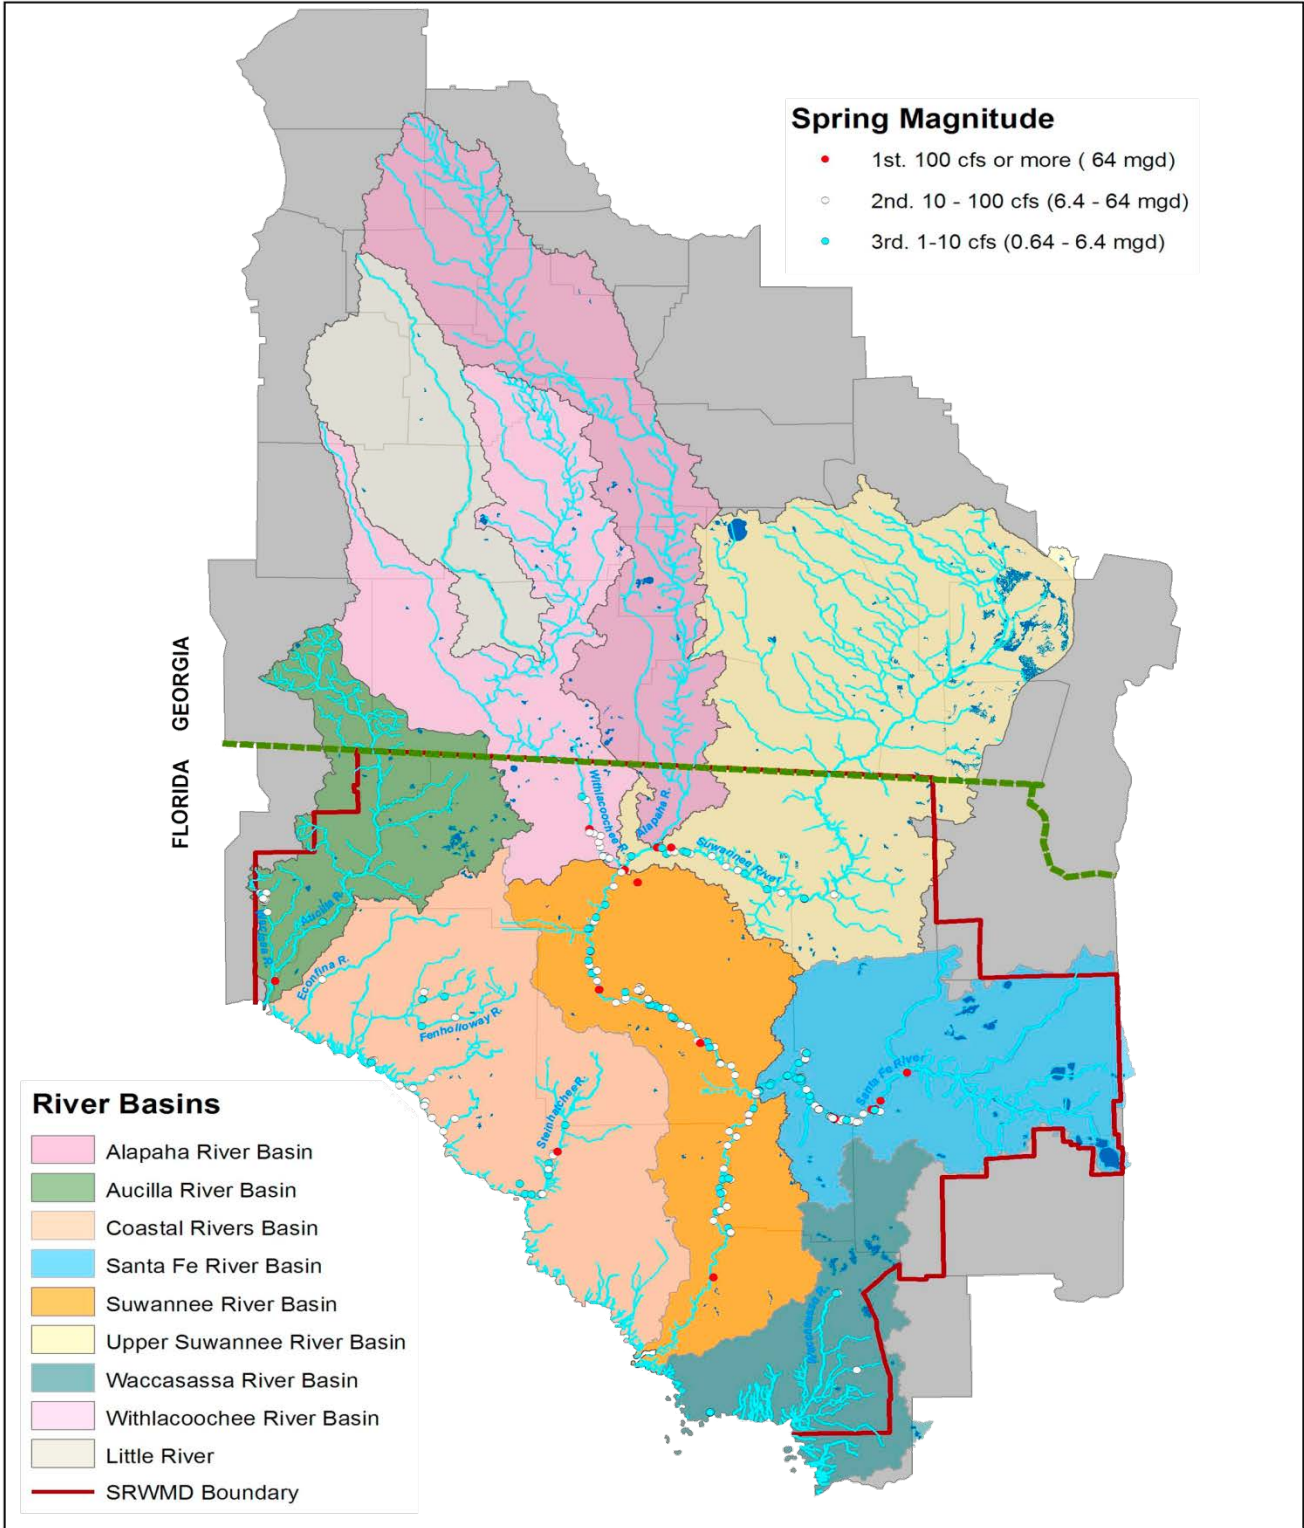 Spring Magnitude
1st. 100 cfs or more ( 64 mgd)
2nd. 10 - 100 cfs (6.4 - 64 mgd)
3rd. 1-10 cfs (0.64 - 6.4 mgd)
GEORGIA
FLORIDA
Withlacoochee R.
Alapaha R.
Suwannee River
Aucilla R.
Wacissa R.
Econfina R.
Fenholloway R.
Santa Fe River
Steinhatchee R.
Waccasassa R.
River Basins
Alapaha River Basin
Aucilla River Basin
Coastal Rivers Basin
Santa Fe River Basin
Suwannee River Basin
Upper Suwannee River Basin
Waccasassa River Basin
Withlacoochee River Basin
Little River
SRWMD Boundary